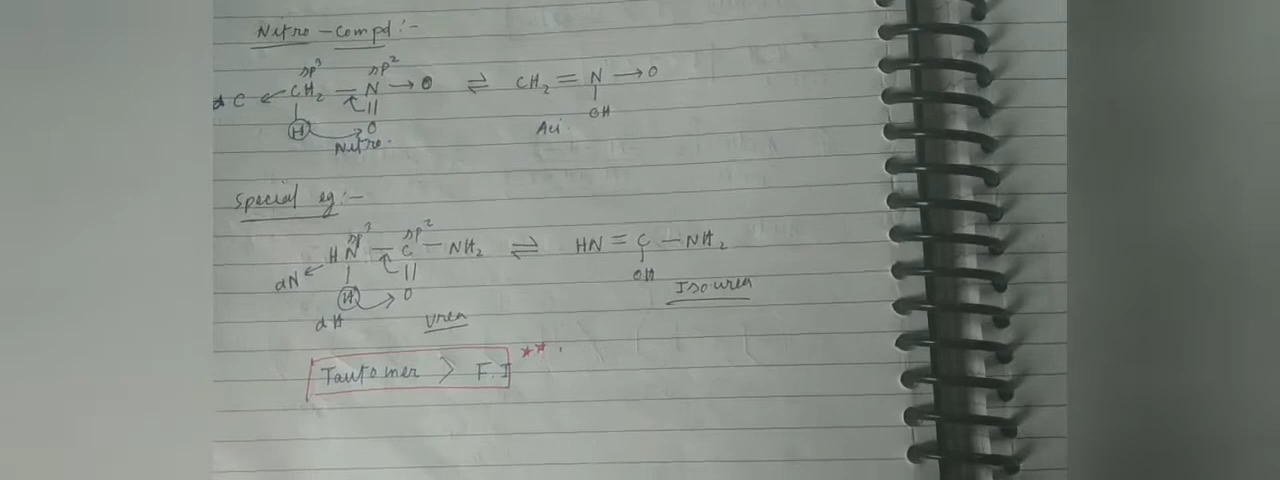 Nitro - Compd :-
sp³ sp²
α C ← CH₂ — N → O ⇌ CH₂ = N → O
H O OH
Nitro. Aci
Special eg :-
sp³ sp²
HN — C — NH₂ ⇌ HN = C — NH₂
αN OH
H O Isourea
αH Urea
Tautomer > F.I **